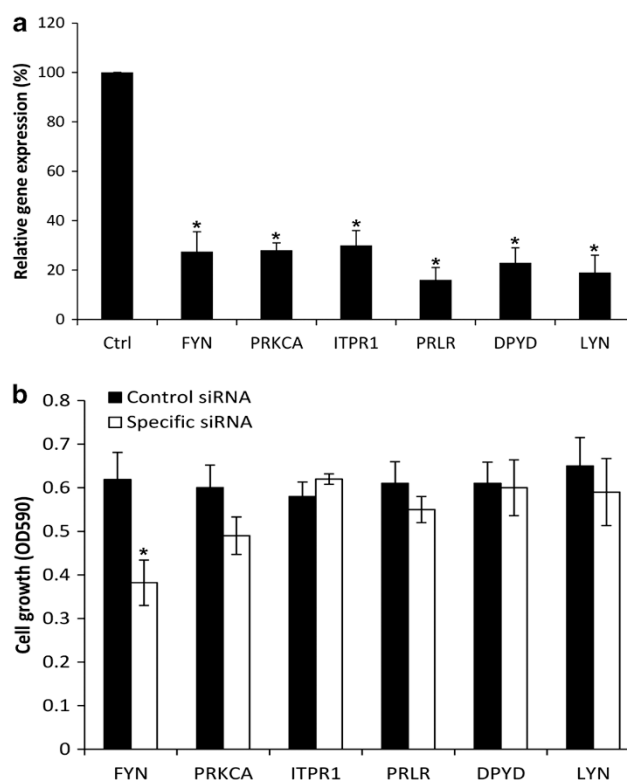 a
Relative gene expression (%)
120
100
80
60
40
20
0
* * * * * *
Ctrl FYN PRKCA ITPR1 PRLR DPYD LYN
b
Control siRNA
Specific siRNA
Cell growth (OD590)
0.8
0.7
0.6
0.5
0.4
0.3
0.2
0.1
0
*
FYN PRKCA ITPR1 PRLR DPYD LYN